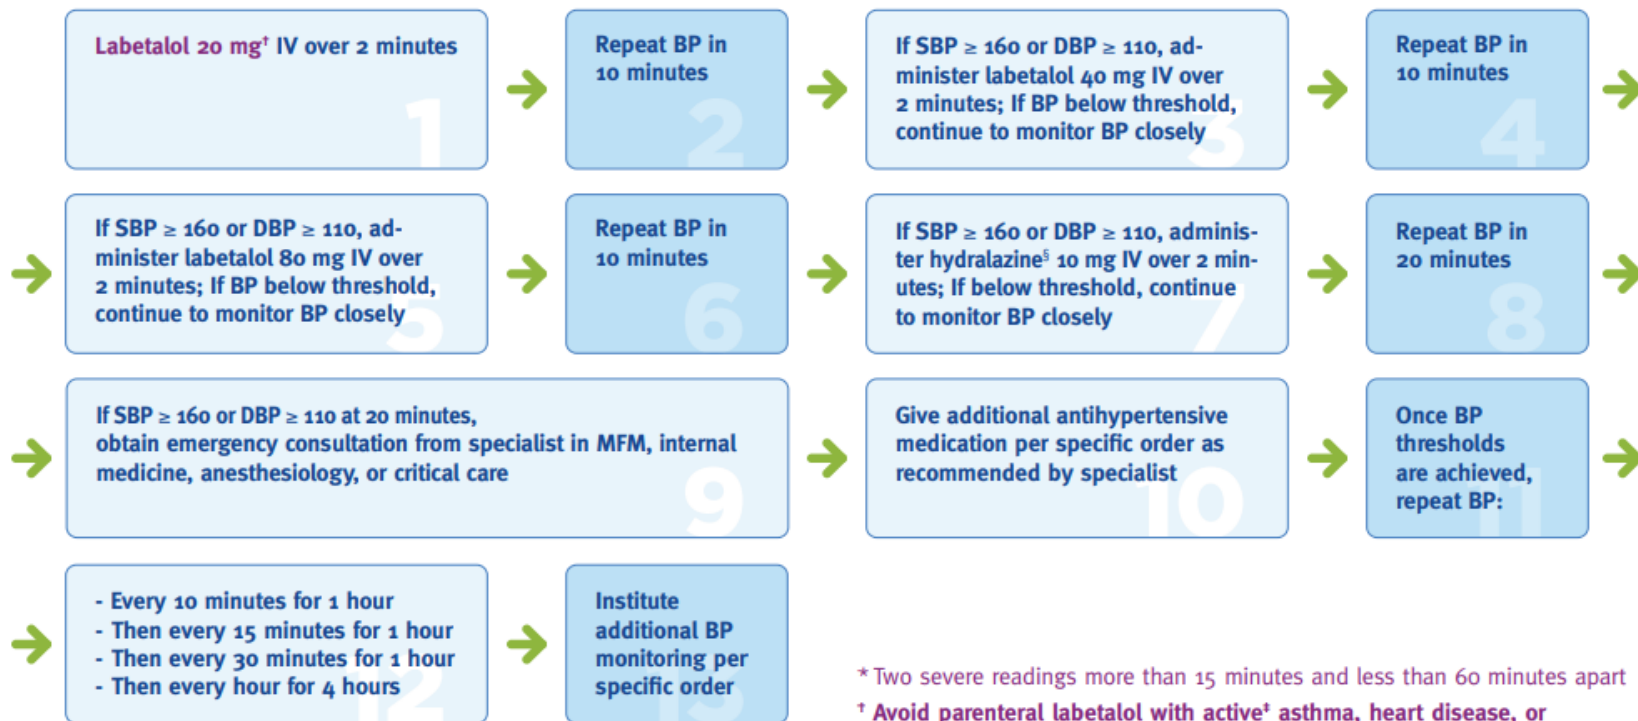 Labetalol 20 mg† IV over 2 minutes
1
Repeat BP in
10 minutes
2
If SBP ≥ 160 or DBP ≥ 110, ad-
minister labetalol 40 mg IV over
2 minutes; If BP below threshold,
continue to monitor BP closely
3
Repeat BP in
10 minutes
4
If SBP ≥ 160 or DBP ≥ 110, ad-
minister labetalol 80 mg IV over
2 minutes; If BP below threshold,
continue to monitor BP closely
5
Repeat BP in
10 minutes
6
If SBP ≥ 160 or DBP ≥ 110, adminis-
ter hydralazine§ 10 mg IV over 2 min-
utes; If below threshold, continue
to monitor BP closely
7
Repeat BP in
20 minutes
8
If SBP ≥ 160 or DBP ≥ 110 at 20 minutes,
obtain emergency consultation from specialist in MFM, internal
medicine, anesthesiology, or critical care
9
Give additional antihypertensive
medication per specific order as
recommended by specialist
10
Once BP
thresholds
are achieved,
repeat BP:
11
- Every 10 minutes for 1 hour
- Then every 15 minutes for 1 hour
- Then every 30 minutes for 1 hour
- Then every hour for 4 hours
12
Institute
additional BP
monitoring per
specific order
13
* Two severe readings more than 15 minutes and less than 60 minutes apart
† Avoid parenteral labetalol with active‡ asthma, heart disease, or